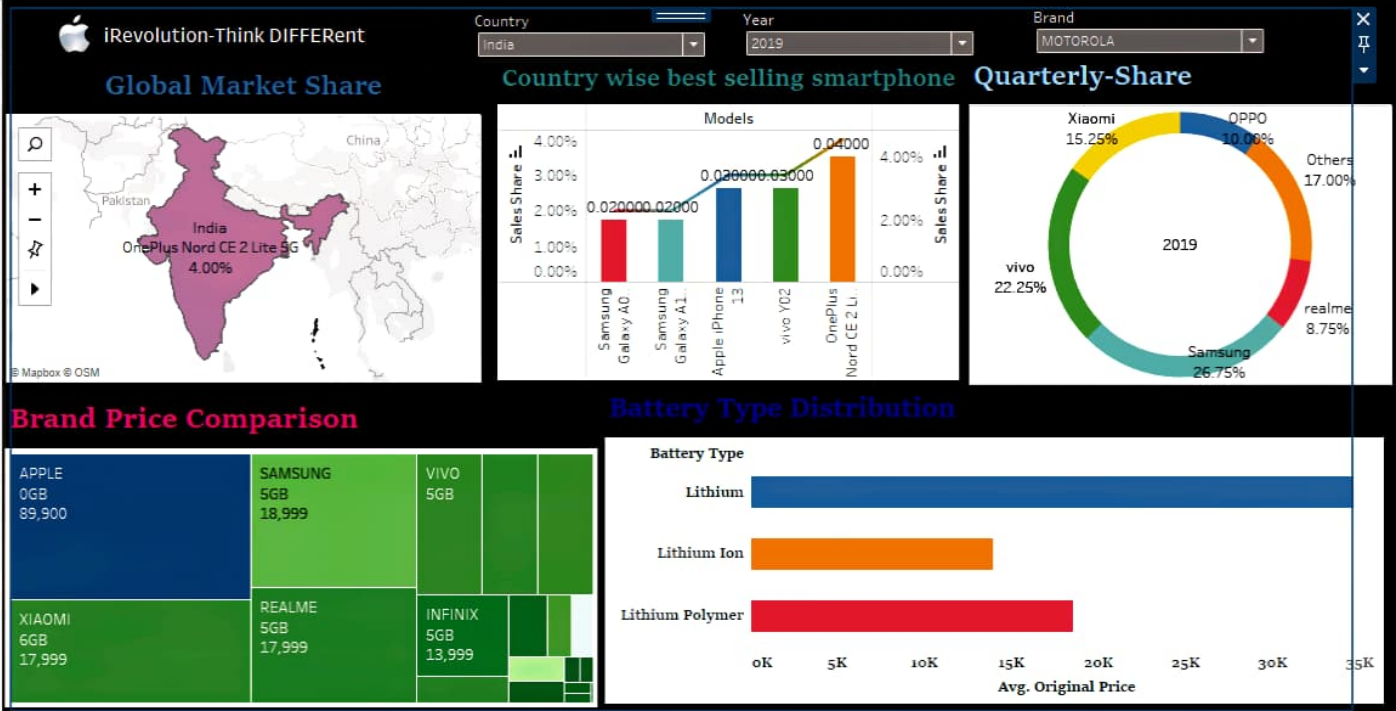 iRevolution-Think DIFFERent
Country
India
Year
2019
Brand
MOTOROLA
Global Market Share
China
Pakistan
India
OnePlus Nord CE 2 Lite 5G
4.00%
© Mapbox © OSM
Country wise best selling smartphone
Models
Sales Share
4.00%
3.00%
2.00%
1.00%
0.00%
0.02000
0.02000
0.03000
0.03000
0.04000
4.00%
2.00%
0.00%
Sales Share
Samsung
Galaxy A0..
Samsung
Galaxy A1..
Apple iPhone
13
vivo Y02
OnePlus
Nord CE 2 Li..
Quarterly-Share
Xiaomi
15.25%
OPPO
10.00%
Others
17.00%
2019
vivo
22.25%
realme
8.75%
Samsung
26.75%
Brand Price Comparison
APPLE
0GB
89,900
SAMSUNG
5GB
18,999
VIVO
5GB
XIAOMI
6GB
17,999
REALME
5GB
17,999
INFINIX
5GB
13,999
Battery Type Distribution
Battery Type
Lithium
Lithium Ion
Lithium Polymer
0K 5K 10K 15K 20K 25K 30K 35K
Avg. Original Price